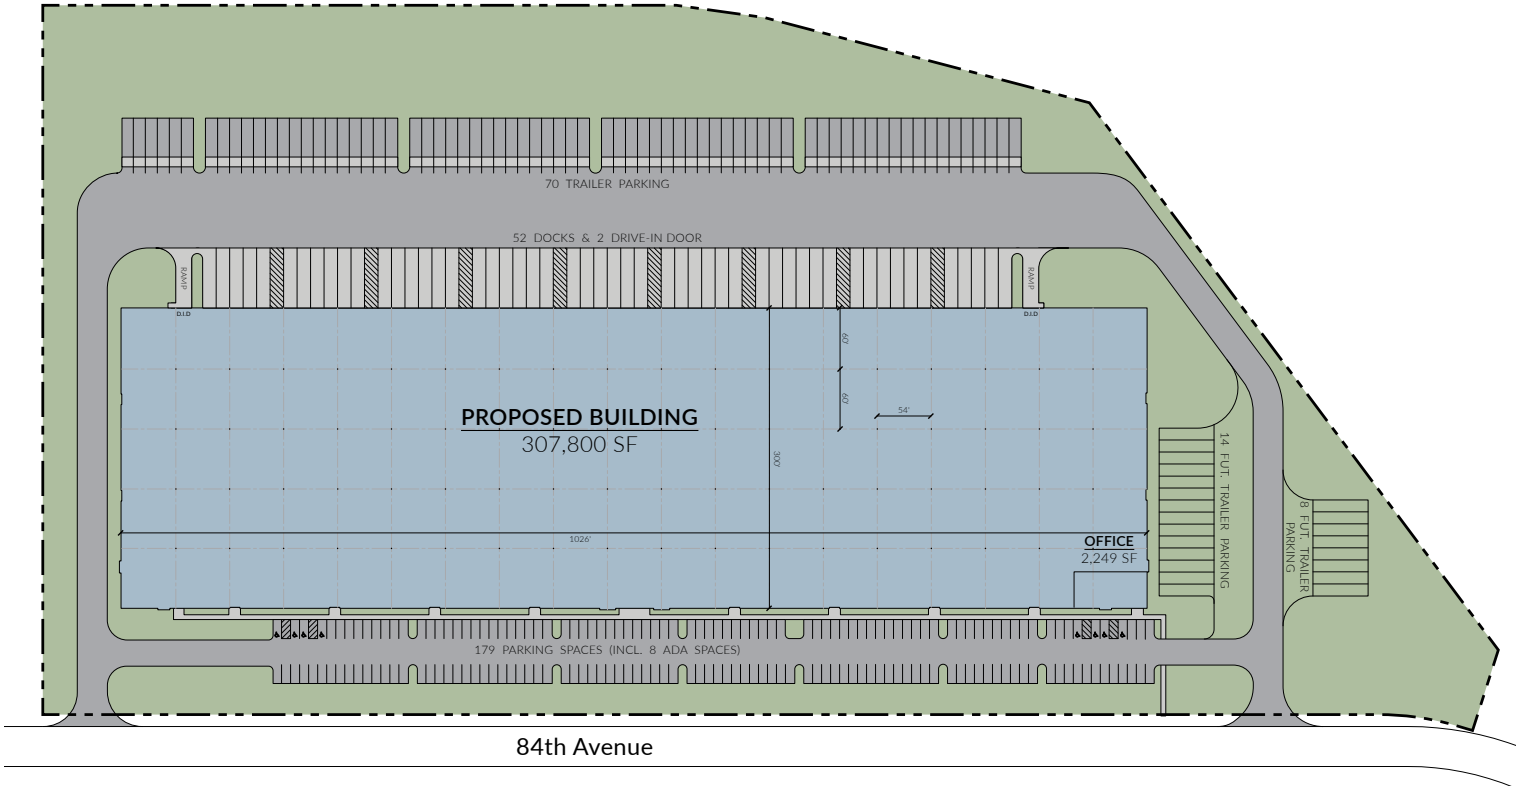 70 TRAILER PARKING
52 DOCKS & 2 DRIVE-IN DOOR
RAMP
RAMP
D.I.D
D.I.D
60'
60'
54'
PROPOSED BUILDING
307,800 SF
300'
1026'
OFFICE
2,249 SF
14 FUT. TRAILER PARKING
8 FUT. TRAILER
PARKING
179 PARKING SPACES (INCL. 8 ADA SPACES)
84th Avenue